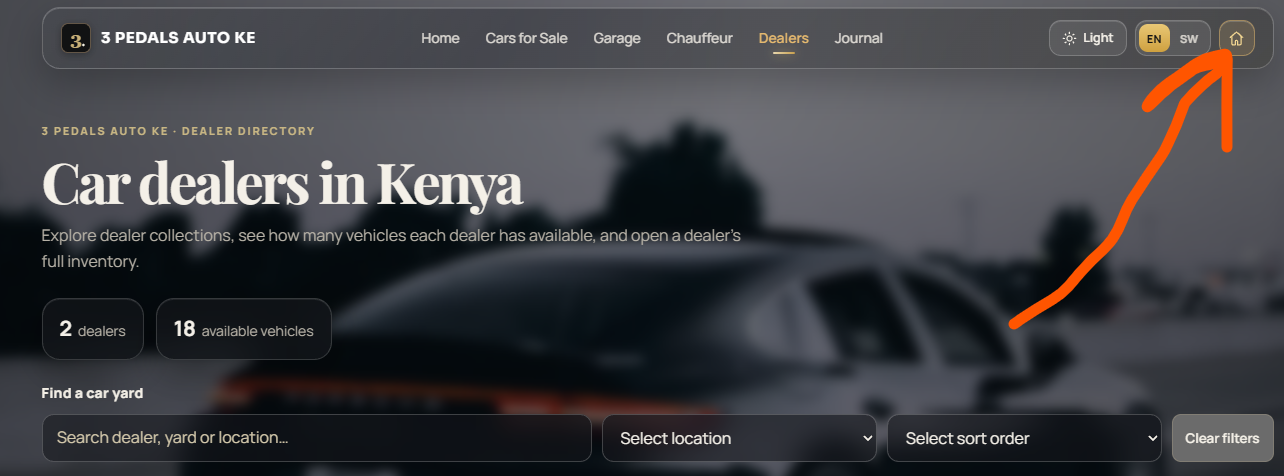 3. 3 PEDALS AUTO KE Home Cars for Sale Garage Chauffeur Dealers Journal Light EN SW
3 PEDALS AUTO KE · DEALER DIRECTORY
Car dealers in Kenya
Explore dealer collections, see how many vehicles each dealer has available, and open a dealer's
full inventory.
2 dealers 18 available vehicles
Find a car yard
Search dealer, yard or location... Select location Select sort order Clear filters